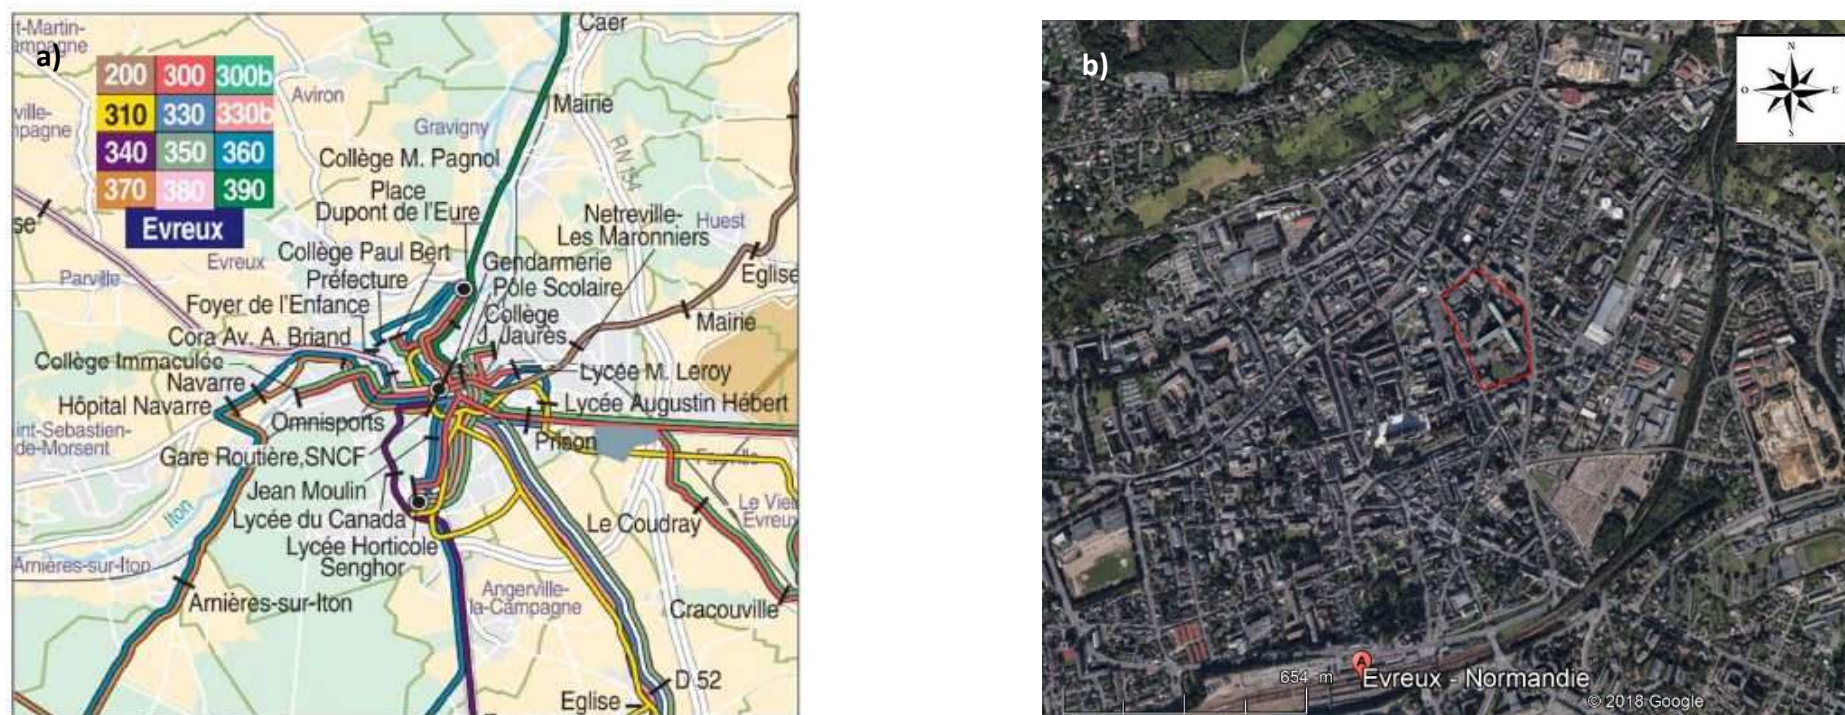 a)
t-Martin-
ampagne
200 300 300b
310 330 330b
340 350 360
370 380 390
Evreux
Caer
Aviron
Mairie
ville-
mpagne
Gravigny
RN 154
Collège M. Pagnol
Place
Dupont de l'Eure
Netreville-
Les Maronniers
Huest
se
Collège Paul Bert
Evreux
Gendarmerie
Parville
Préfecture
Pôle Scolaire
Eglise
Foyer de l'Enfance
Collège
J. Jaurès
Mairie
Cora Av. A. Briand
Collège Immaculée
Lycée M. Leroy
Navarre
Hôpital Navarre
Lycée Augustin Hébert
Omnisports
int-Sebastien-
de-Morsent
Prison
Gare Routière,SNCF
Jean Moulin
Le Viel
Evreux
Iton
Lycée du Canada
Le Coudray
Lycée Horticole
Senghor
Arnières-sur-Iton
Angerville-
la-Campagne
Arnières-sur-Iton
Cracouville
D 52
Eglise
b)
N
O E
S
654 m
A
Evreux - Normandie
© 2018 Google